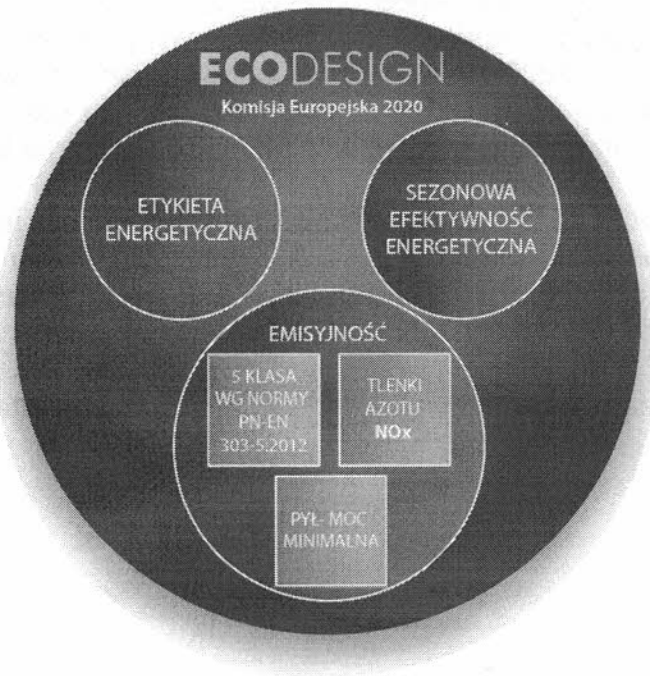 ECODESIGN
Komisja Europejska 2020
ETYKIETA
ENERGETYCZNA
SEZONOWA
EFEKTYWNOŚĆ
ENERGETYCZNA
EMISYJNOŚĆ
5 KLASA
WG NORMY
PN-EN
303-5:2012
TLENKI
AZOTU
NOx
PYŁ- MOC
MINIMALNA